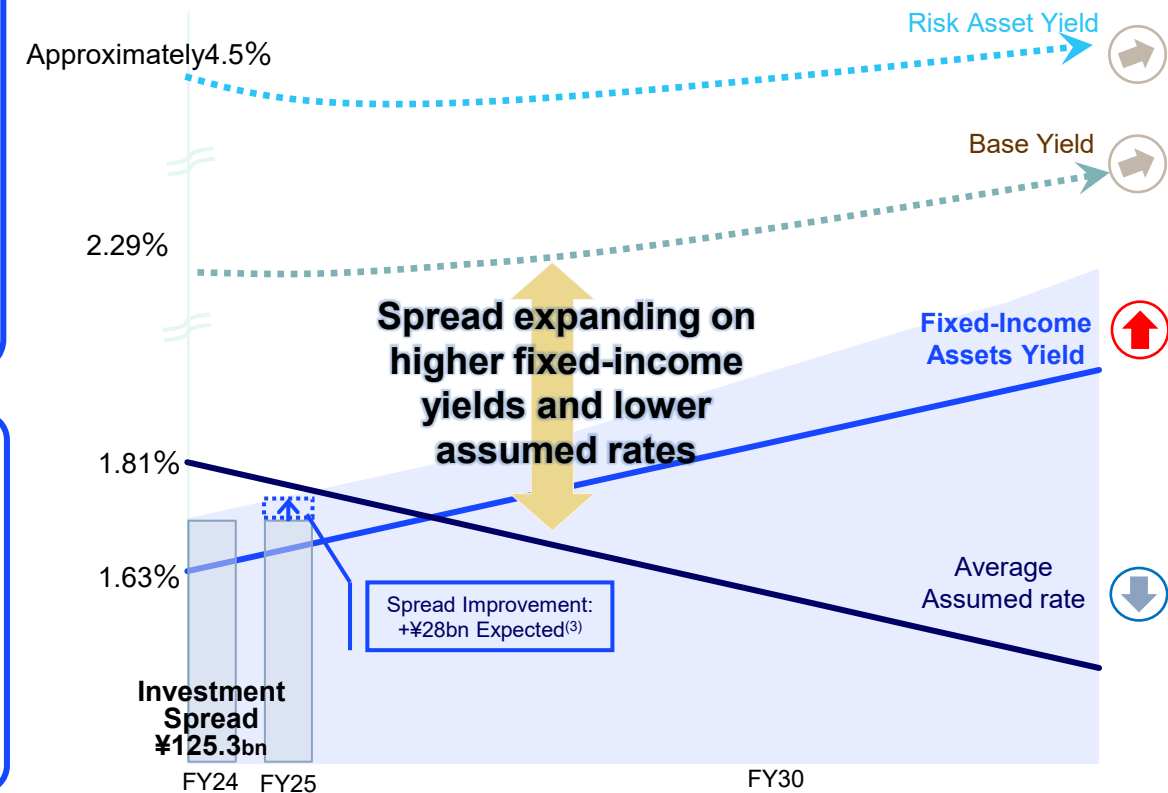 Risk Asset Yield
Approximately4.5%
Base Yield
2.29%
Spread expanding on
higher fixed-income
yields and lower
assumed rates
Fixed-Income
Assets Yield
1.81%
1.63%
Average
Assumed rate
Spread Improvement:
+¥28bn Expected(3)
Investment
Spread
¥125.3bn
FY24 FY25 FY30